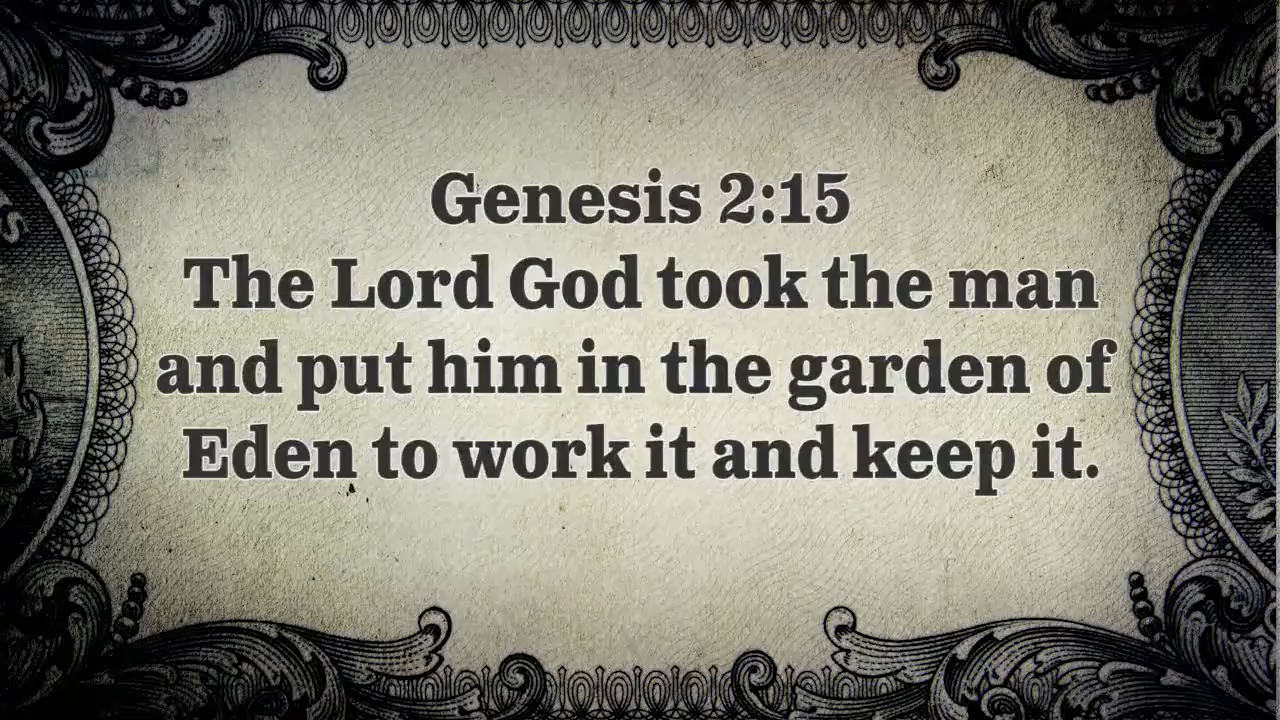 Genesis 2:15
The Lord God took the man
and put him in the garden of
Eden to work it and keep it.